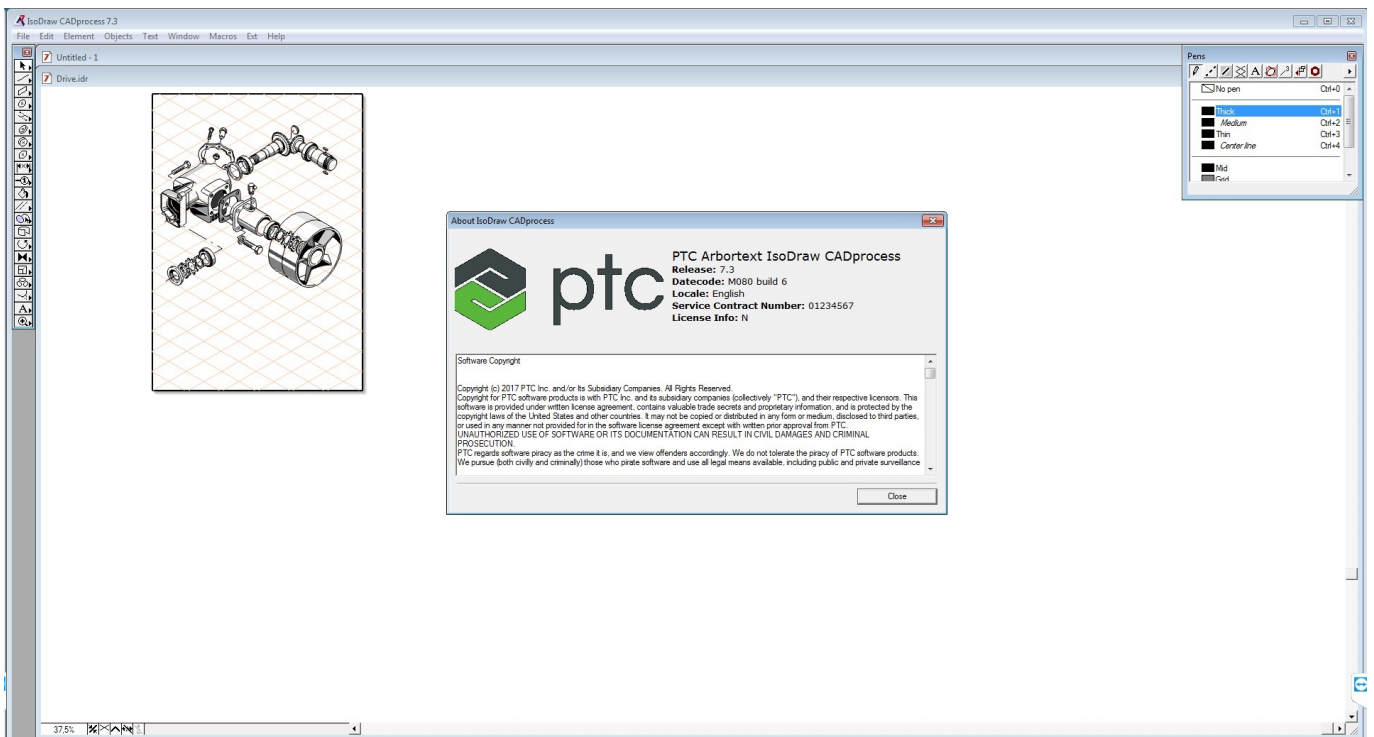 IsoDraw CADprocess 7.3
File Edit Element Objects Text Window Macros Ext Help
Untitled - 1
Drive.idr
Pens
No pen Ctrl+0
Thick Ctrl+1
Medium Ctrl+2
Thin Ctrl+3
Center line Ctrl+4
Mid
Grid
About IsoDraw CADprocess
ptc
PTC Arbortext IsoDraw CADprocess
Release: 7.3
Datecode: M080 build 6
Locale: English
Service Contract Number: 01234567
License Info: N
Software Copyright
Copyright (c) 2017 PTC Inc. and/or Its Subsidiary Companies. All Rights Reserved.
Copyright for PTC software products is with PTC Inc. and its subsidiary companies (collectively "PTC"), and their respective licensors. This
software is provided under written license agreement, contains valuable trade secrets and proprietary information, and is protected by the
copyright laws of the United States and other countries. It may not be copied or distributed in any form or medium, disclosed to third parties,
or used in any manner not provided for in the software license agreement except with written prior approval from PTC.
UNAUTHORIZED USE OF SOFTWARE OR ITS DOCUMENTATION CAN RESULT IN CIVIL DAMAGES AND CRIMINAL
PROSECUTION.
PTC regards software piracy as the crime it is, and we view offenders accordingly. We do not tolerate the piracy of PTC software products.
We pursue (both civilly and criminally) those who pirate software and use all legal means available, including public and private surveillance
Close
37,5%